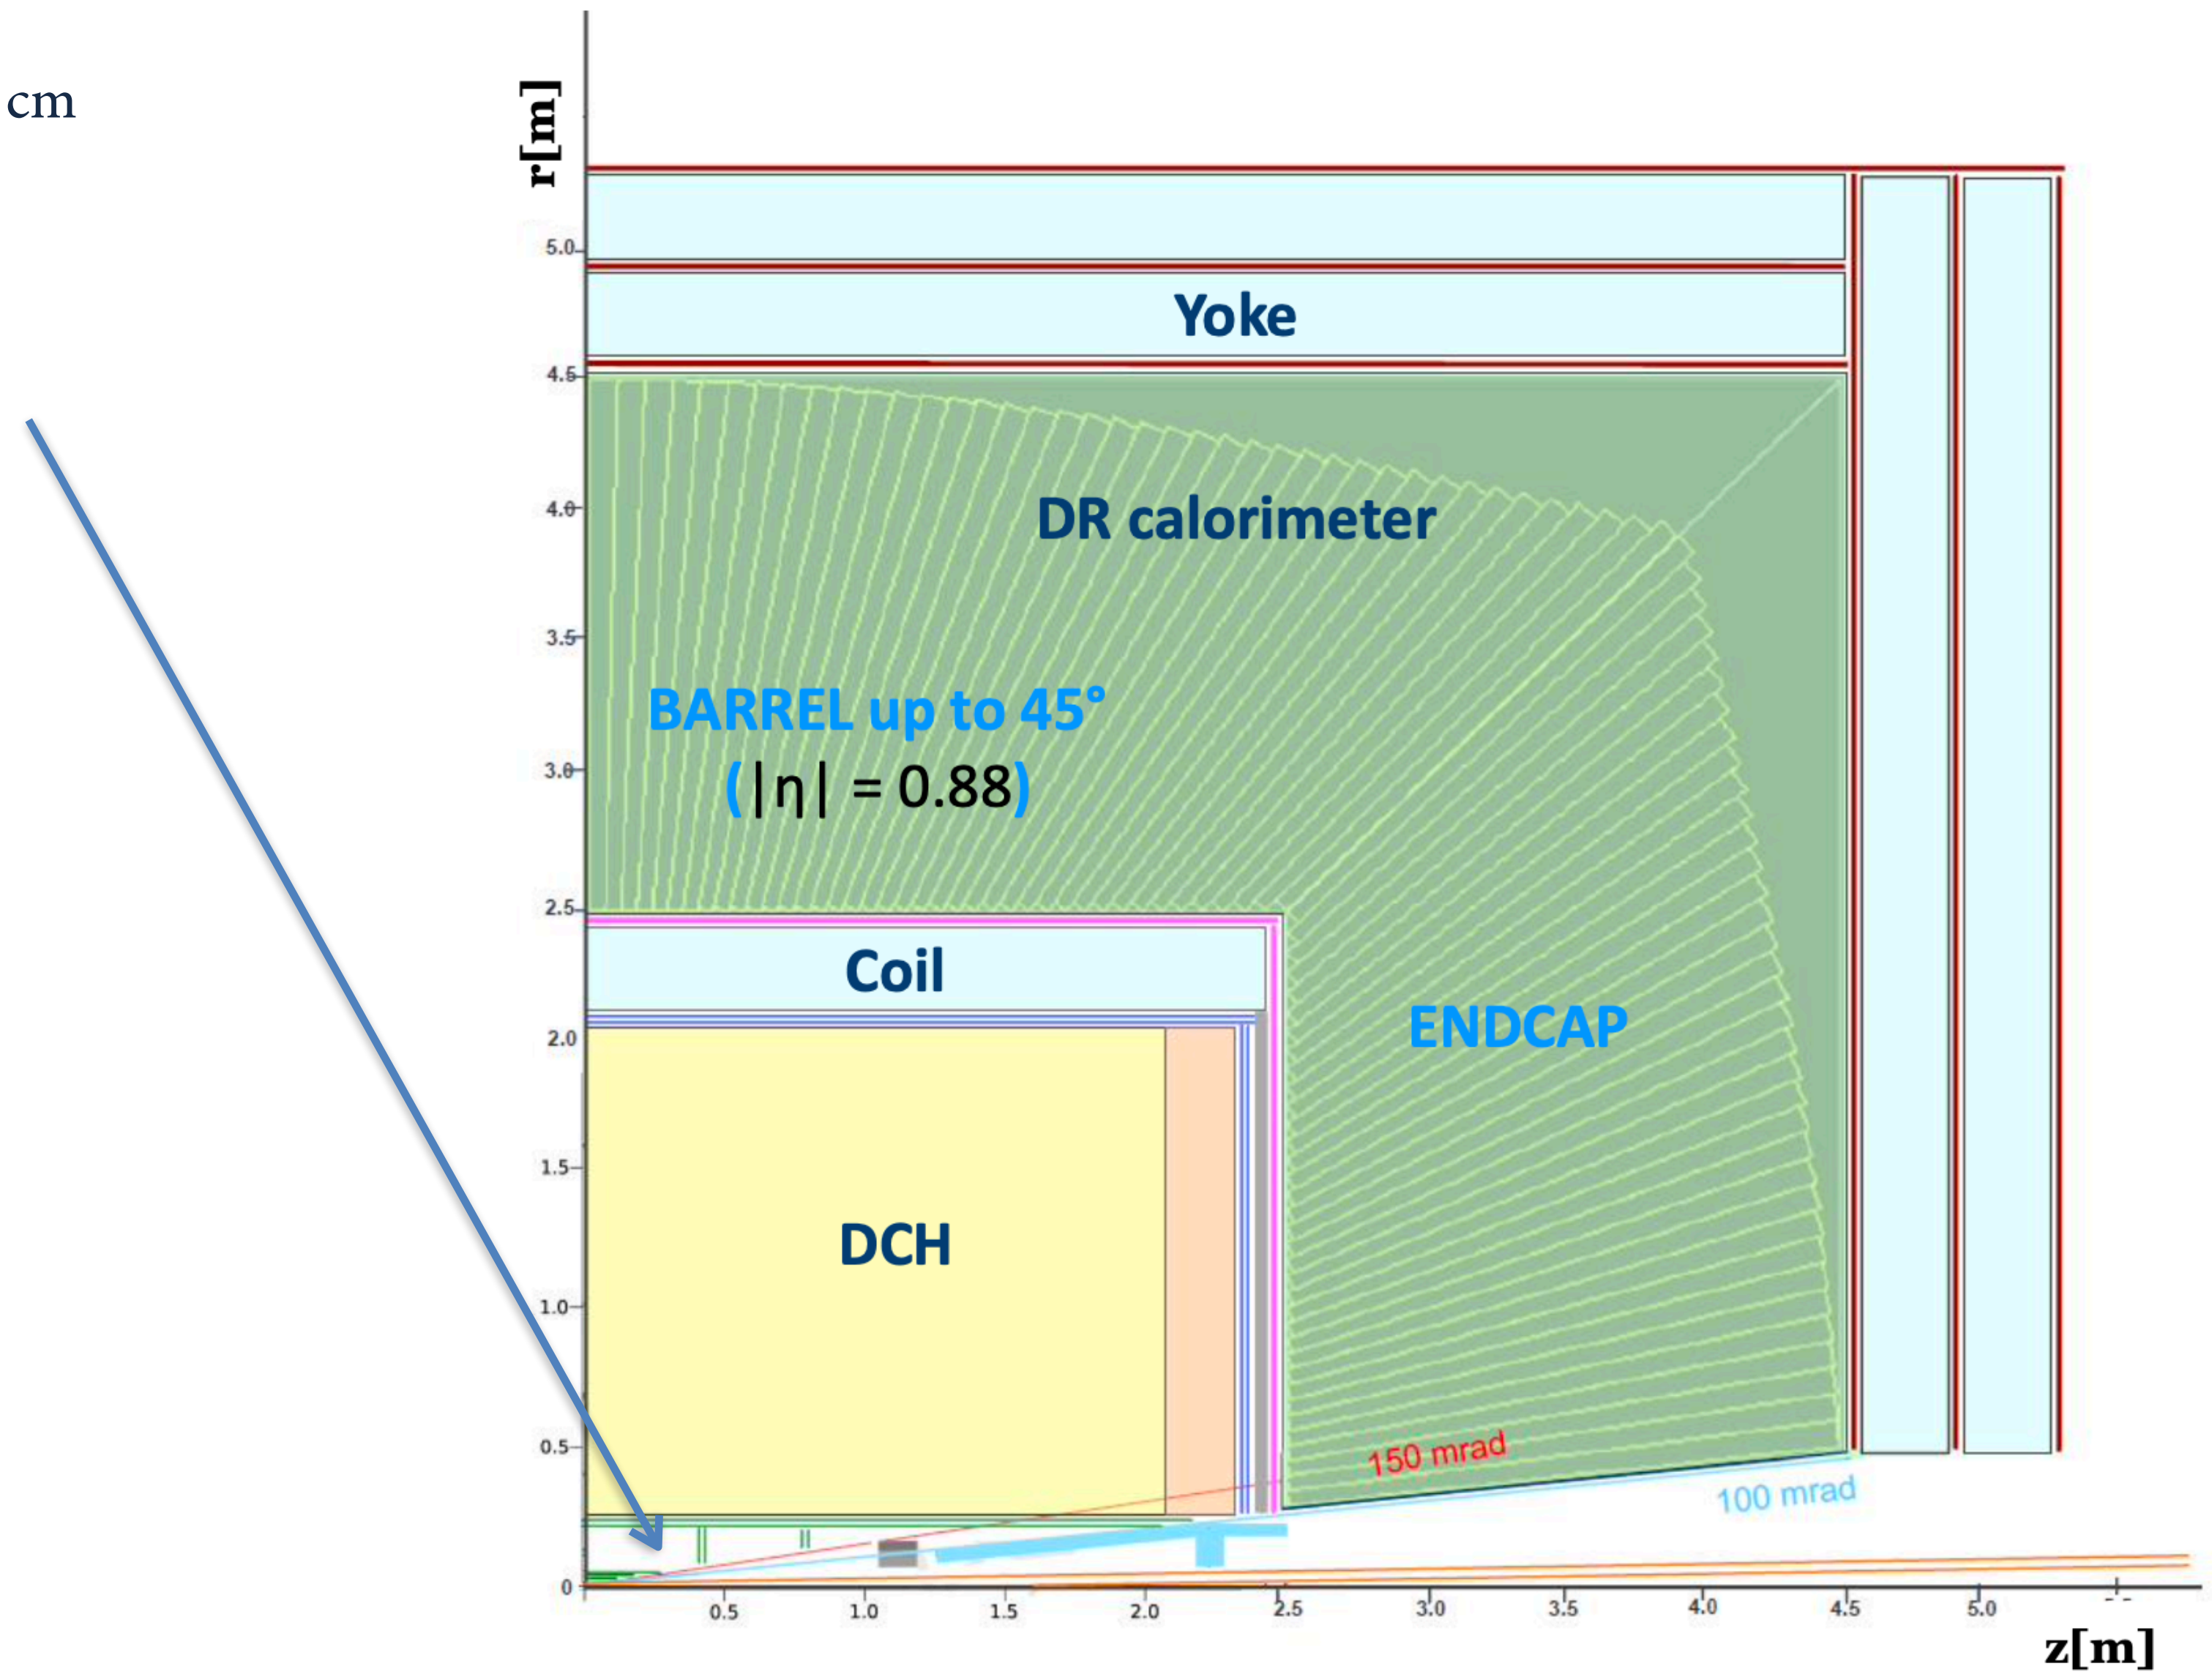 cm
r[m]
5.0
Yoke
4.5
DR calorimeter
4.0
3.5
BARREL up to 45°
(|η| = 0.88)
3.0
2.5
Coil
2.0
ENDCAP
1.5
DCH
1.0
0.5
150 mrad
100 mrad
0
0.5 1.0 1.5 2.0 2.5 3.0 3.5 4.0 4.5 5.0
z[m]